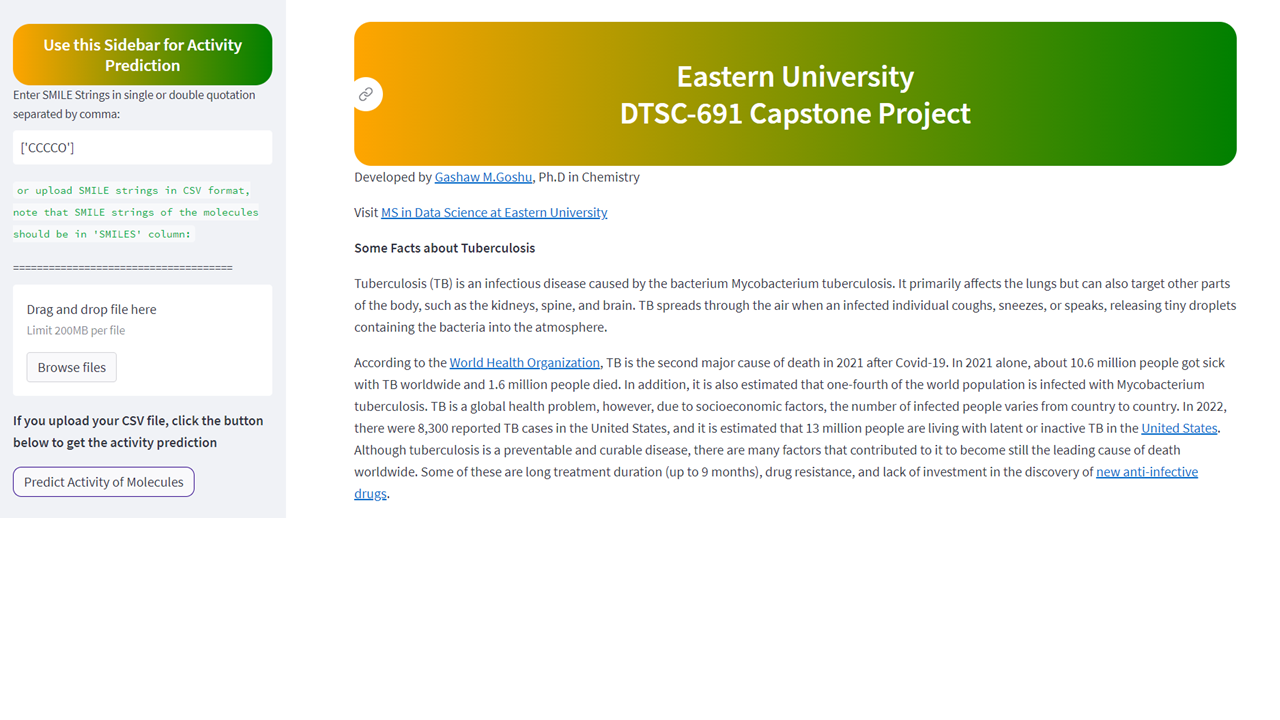 Use this Sidebar for Activity
Prediction
Enter SMILE Strings in single or double quotation
separated by comma:
['CCCCO']
or upload SMILE strings in CSV format,
note that SMILE strings of the molecules
should be in 'SMILES' column:
=====================================
Drag and drop file here
Limit 200MB per file
Browse files
If you upload your CSV file, click the button
below to get the activity prediction
Predict Activity of Molecules
Eastern University
DTSC-691 Capstone Project
Developed by Gashaw M.Goshu, Ph.D in Chemistry
Visit MS in Data Science at Eastern University
Some Facts about Tuberculosis
Tuberculosis (TB) is an infectious disease caused by the bacterium Mycobacterium tuberculosis. It primarily affects the lungs but can also target other parts
of the body, such as the kidneys, spine, and brain. TB spreads through the air when an infected individual coughs, sneezes, or speaks, releasing tiny droplets
containing the bacteria into the atmosphere.
According to the World Health Organization, TB is the second major cause of death in 2021 after Covid-19. In 2021 alone, about 10.6 million people got sick
with TB worldwide and 1.6 million people died. In addition, it is also estimated that one-fourth of the world population is infected with Mycobacterium
tuberculosis. TB is a global health problem, however, due to socioeconomic factors, the number of infected people varies from country to country. In 2022,
there were 8,300 reported TB cases in the United States, and it is estimated that 13 million people are living with latent or inactive TB in the United States.
Although tuberculosis is a preventable and curable disease, there are many factors that contributed to it to become still the leading cause of death
worldwide. Some of these are long treatment duration (up to 9 months), drug resistance, and lack of investment in the discovery of new anti-infective
drugs.